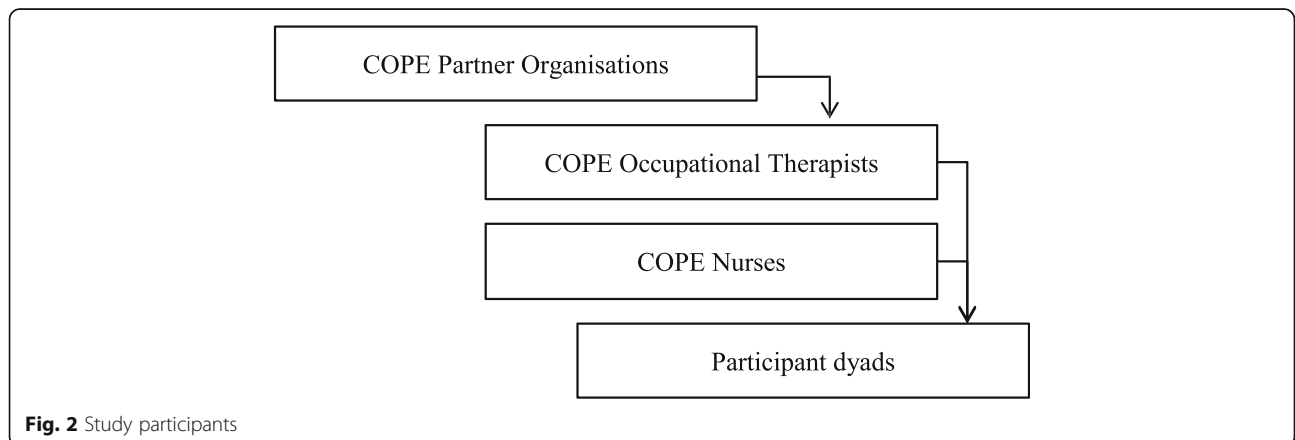 COPE Partner Organisations
COPE Occupational Therapists
COPE Nurses
Participant dyads
Fig. 2 Study participants